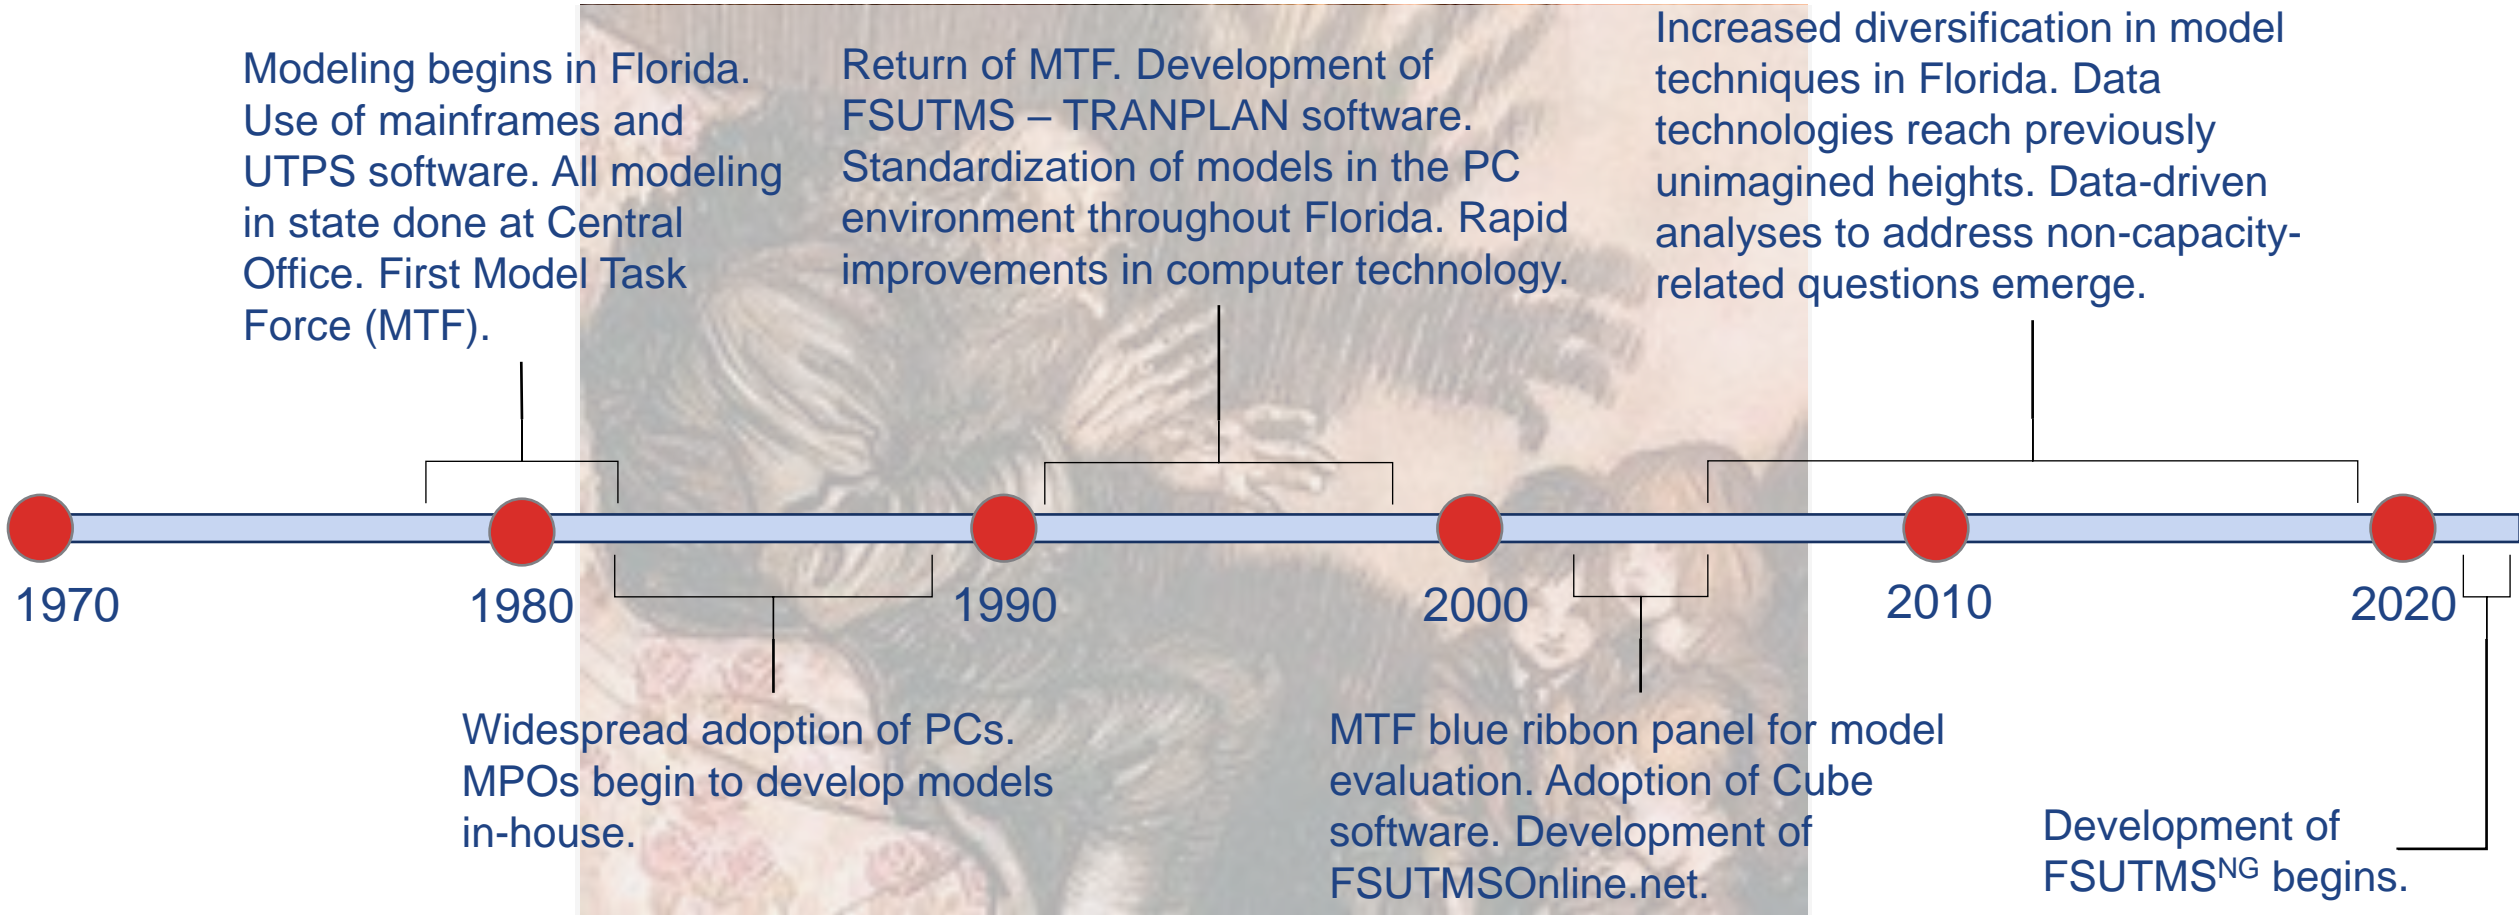 Modeling begins in Florida.
Use of mainframes and
UTPS software. All modeling
in state done at Central
Office. First Model Task
Force (MTF).
Return of MTF. Development of
FSUTMS – TRANPLAN software.
Standardization of models in the PC
environment throughout Florida. Rapid
improvements in computer technology.
Increased diversification in model
techniques in Florida. Data
technologies reach previously
unimagined heights. Data-driven
analyses to address non-capacity-
related questions emerge.
1970
1980
1990
2000
2010
2020
Widespread adoption of PCs.
MPOs begin to develop models
in-house.
MTF blue ribbon panel for model
evaluation. Adoption of Cube
software. Development of
FSUTMSOnline.net.
Development of
FSUTMS<sup>NG</sup> begins.